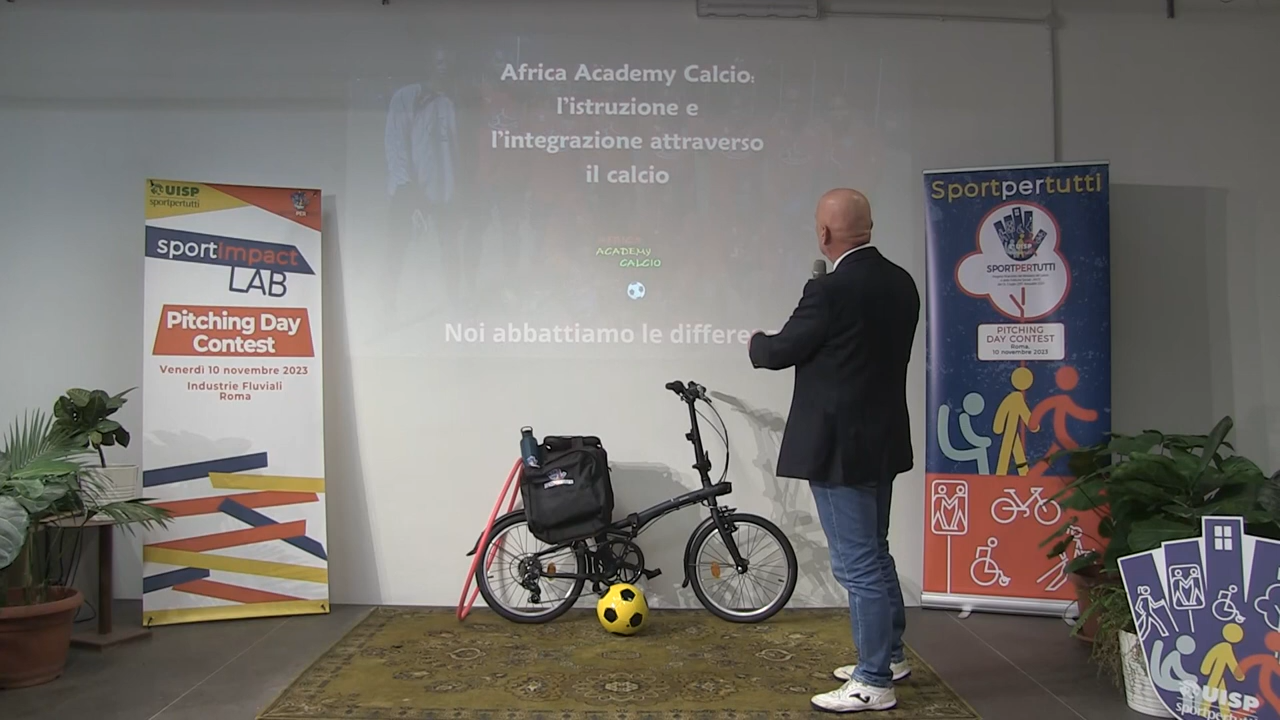 Africa Academy Calcio:
l'istruzione e
l'integrazione attraverso
il calcio
ACADEMY
CALCIO
Noi abbattiamo le differe
UISP
sportpertutti
sportimpact
LAB
Pitching Day
Contest
Venerdì 10 novembre 2023
Industrie Fluviali
Roma
Sportpertutti
UISP
SPORTPERTUTTI
PITCHING
DAY CONTEST
Roma,
10 novembre 2023
UISP
sportpertutti